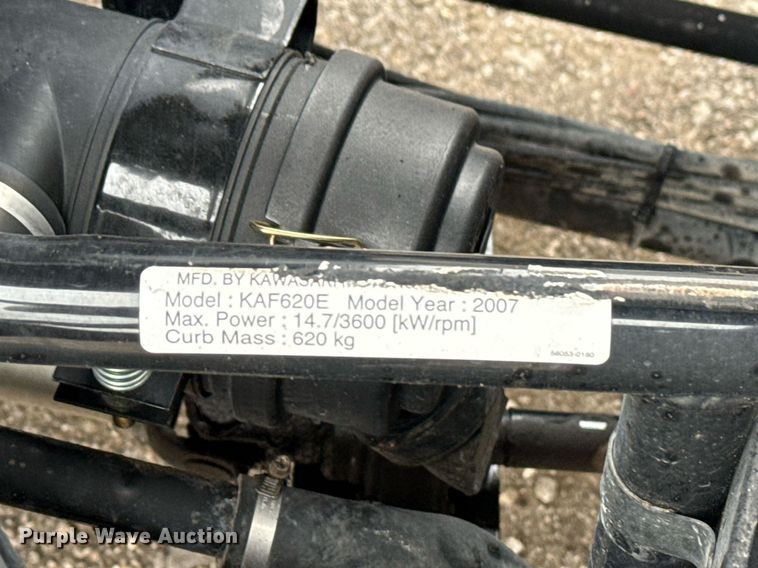 MFD. BY KAWASAKI
Model : KAF620E Model Year : 2007
Max. Power : 14.7/3600 [kW/rpm]
Curb Mass : 620 kg
56053-0180
Purple Wave Auction